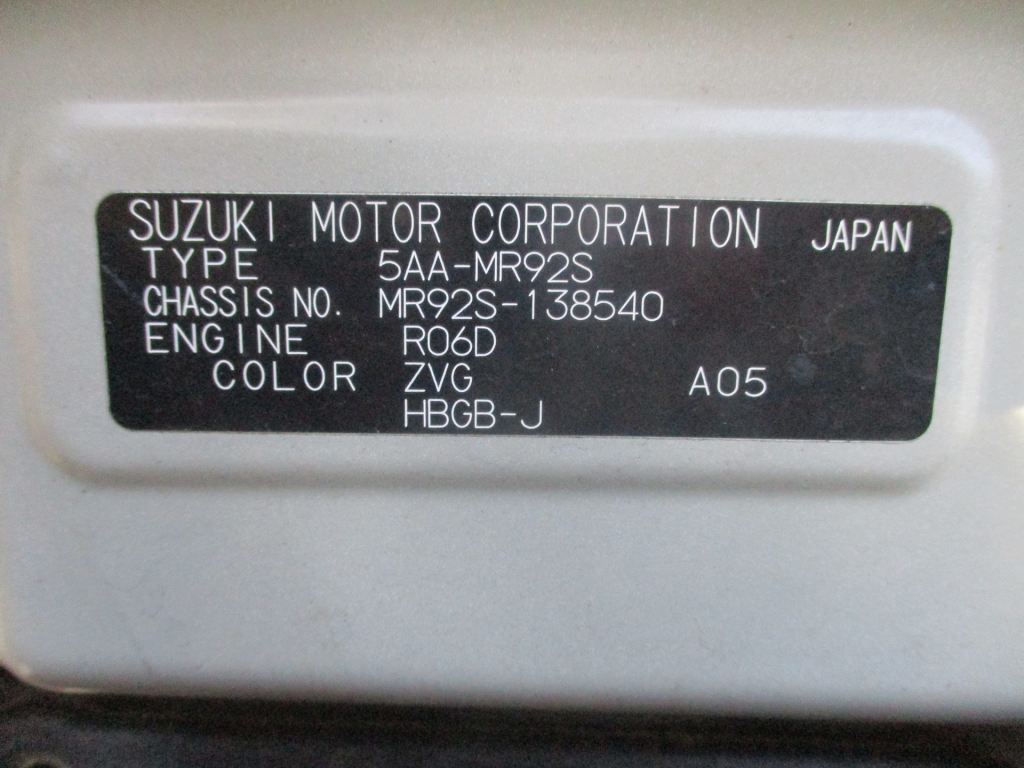 SUZUKI MOTOR CORPORATION JAPAN
TYPE 5AA-MR92S
CHASSIS NO. MR92S-138540
ENGINE R06D
COLOR ZVG A05
HBGB-J